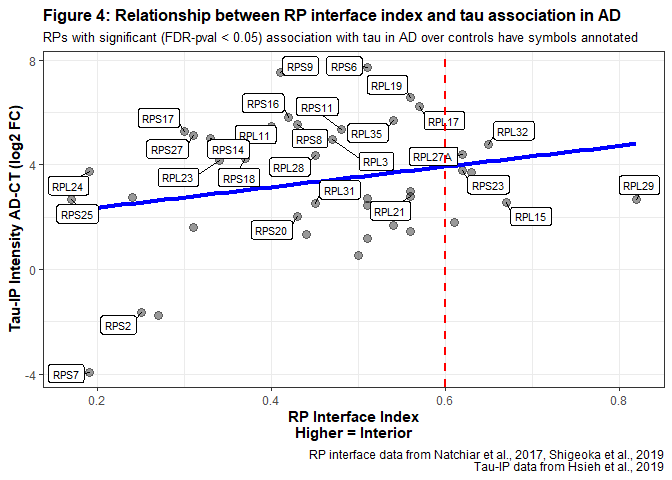 Figure 4: Relationship between RP interface index and tau association in AD
RPs with significant (FDR-pval < 0.05) association with tau in AD over controls have symbols annotated
Tau-IP Intensity AD-CT (log2 FC)
8
4
0
-4
RPS9
RPS6
RPL19
RPS16
RPS11
RPS17
RPL17
RPL11
RPL35
RPL32
RPS8
RPS27
RPS14
RPL27A
RPL3
RPL28
RPL23
RPS18
RPL24
RPS23
RPL29
RPL31
RPS25
RPL21
RPL15
RPS20
RPS2
RPS7
0.2
0.4
0.6
0.8
RP Interface Index
Higher = Interior
RP interface data from Natchiar et al., 2017, Shigeoka et al., 2019
Tau-IP data from Hsieh et al., 2019